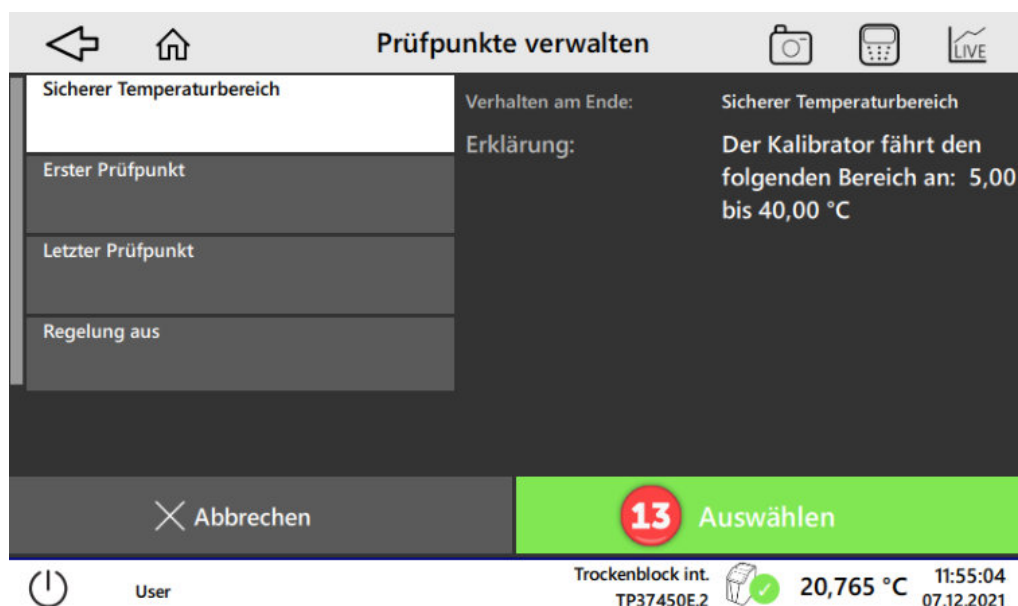 Prüfpunkte verwalten
LIVE
Sicherer Temperaturbereich
Erster Prüfpunkt
Letzter Prüfpunkt
Regelung aus
Verhalten am Ende:
Sicherer Temperaturbereich
Erklärung:
Der Kalibrator fährt den
folgenden Bereich an: 5,00
bis 40,00 °C
Abbrechen
13 Auswählen
User
Trockenblock int.
TP37450E.2
20,765 °C
11:55:04
07.12.2021